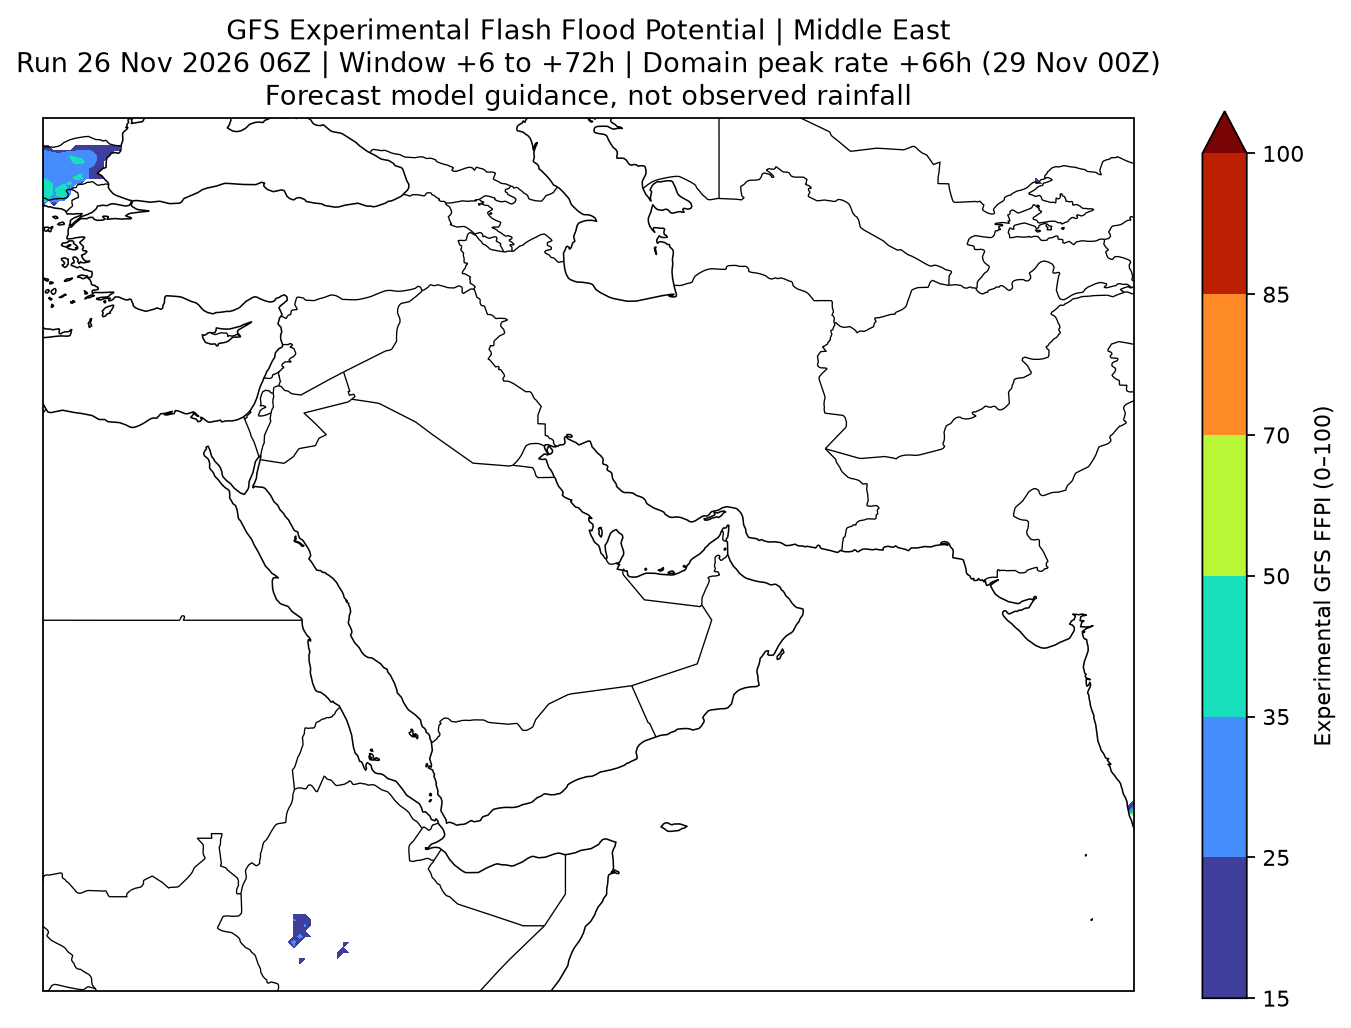 GFS Experimental Flash Flood Potential | Middle East
Run 26 Nov 2026 06Z | Window +6 to +72h | Domain peak rate +66h (29 Nov 00Z)
Forecast model guidance, not observed rainfall
100
85
70
50
35
25
15
Experimental GFS FFPI (0–100)